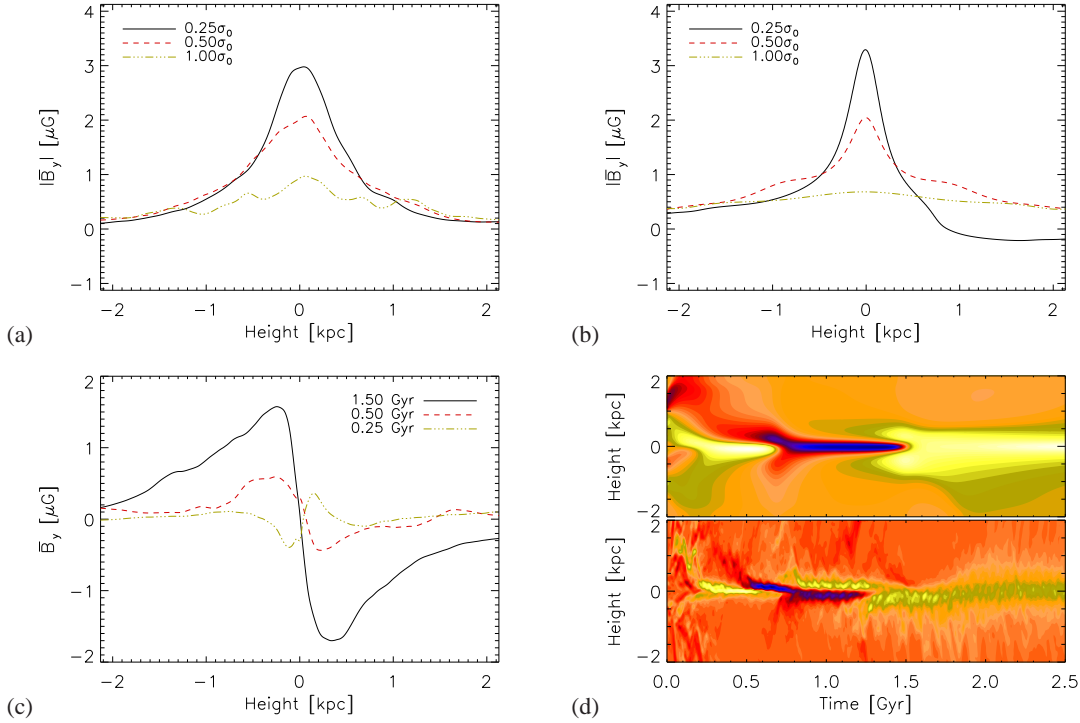 0.25σ₀
0.50σ₀
1.00σ₀
4
3
2
1
0
-1
|B̅y| [μG]
-2 -1 0 1 2
Height [kpc]
(a)
0.25σ₀
0.50σ₀
1.00σ₀
4
3
2
1
0
-1
|B̅y| [μG]
-2 -1 0 1 2
Height [kpc]
(b)
1.50 Gyr
0.50 Gyr
0.25 Gyr
2
1
0
-1
-2
B̅y [μG]
-2 -1 0 1 2
Height [kpc]
(c)
2
0
-2
Height [kpc]
2
0
-2
Height [kpc]
0.0 0.5 1.0 1.5 2.0 2.5
Time [Gyr]
(d)